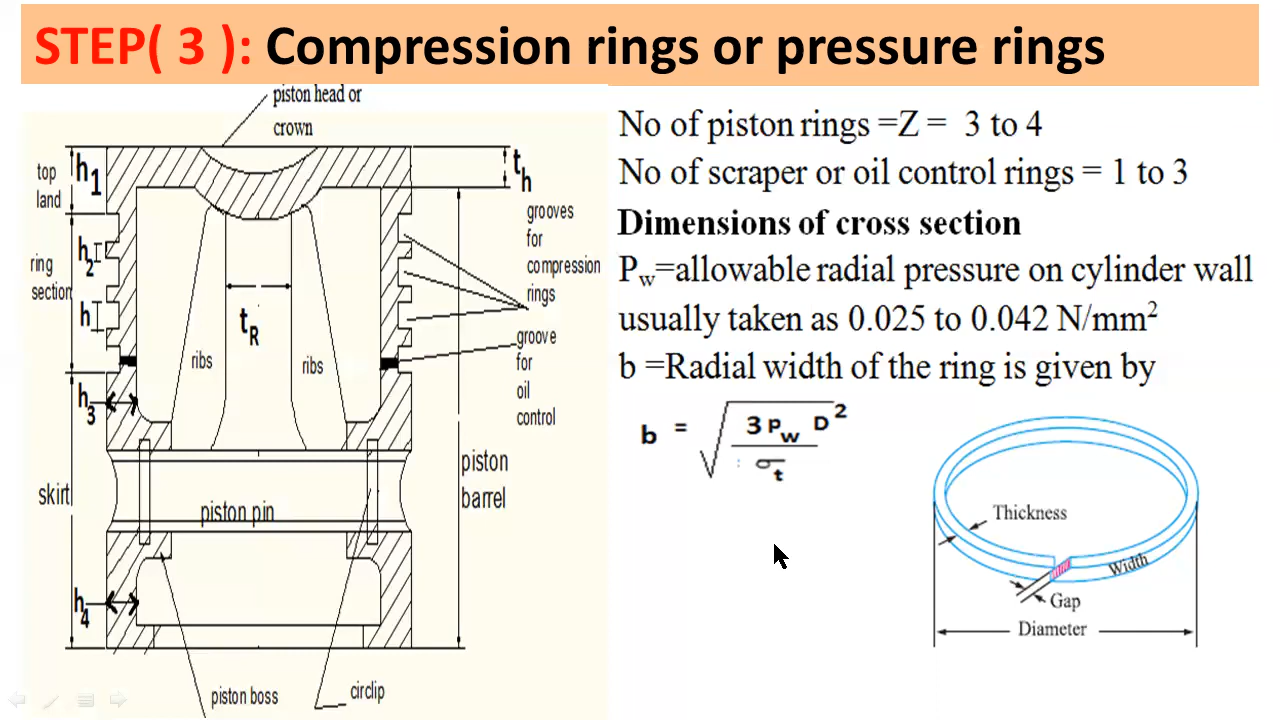 STEP( 3 ): Compression rings or pressure rings
piston head or
crown
h1
top
land
th
grooves
for
compression
rings
h2
ring
section
h
tR
ribs
ribs
groove
for
oil
control
h3
skirt
piston pin
piston
barrel
h4
piston boss
circlip
No of piston rings =Z = 3 to 4
No of scraper or oil control rings = 1 to 3
Dimensions of cross section
Pw=allowable radial pressure on cylinder wall
usually taken as 0.025 to 0.042 N/mm²
b =Radial width of the ring is given by
b = √ 3 Pw D²
σt
Thickness
Width
Gap
Diameter